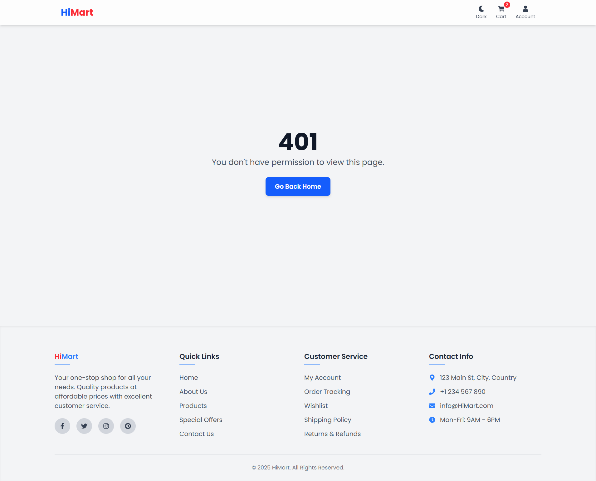 HiMart
Dark
2
Cart
Account
401
You don't have permission to view this page.
Go Back Home
HiMart
Your one-stop shop for all your
needs. Quality products at
affordable prices with excellent
customer service.
Quick Links
Home
About Us
Products
Special Offers
Contact Us
Customer Service
My Account
Order Tracking
Wishlist
Shipping Policy
Returns & Refunds
Contact Info
123 Main St, City, Country
+1 234 567 890
info@HiMart.com
Mon-Fri: 9AM - 6PM
© 2025 HiMart. All Rights Reserved.